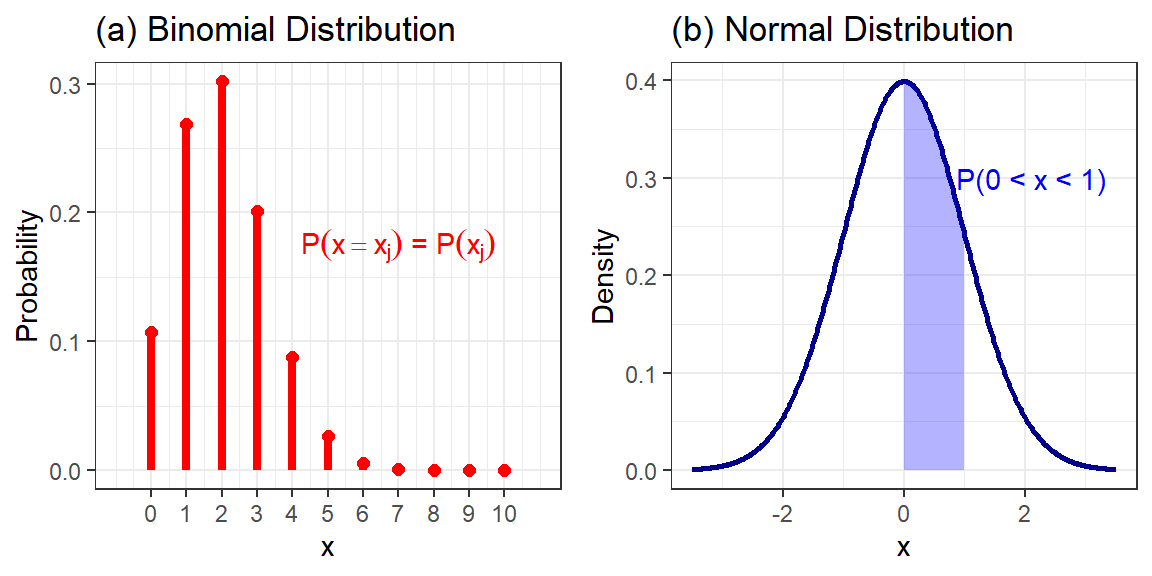 (a) Binomial Distribution
0.3
0.2
0.1
0.0
Probability
P(x = xj) = P(xj)
0 1 2 3 4 5 6 7 8 9 10
x
(b) Normal Distribution
0.4
0.3
0.2
0.1
0.0
Density
P(0 < x < 1)
-2 0 2
x